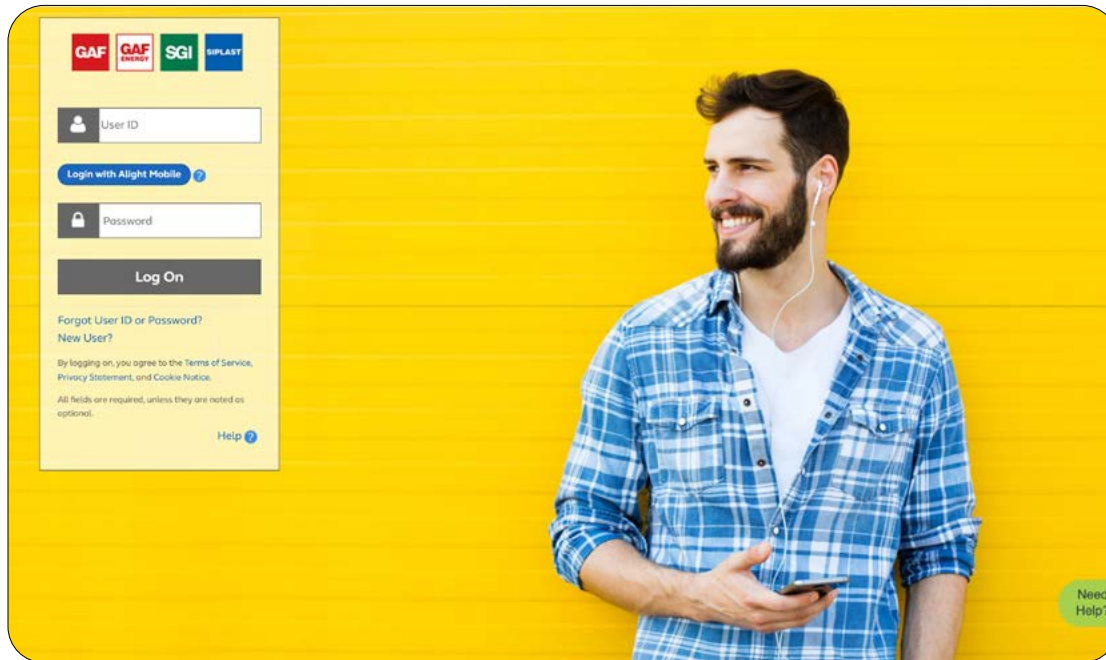 GAF GAF ENERGY SGI SIPLAST
User ID
Login with Alight Mobile ?
Password
Log On
Forgot User ID or Password?
New User?
By logging on, you agree to the Terms of Service,
Privacy Statement, and Cookie Notice.
All fields are required, unless they are noted as
optional.
Help ?
Need
Help?